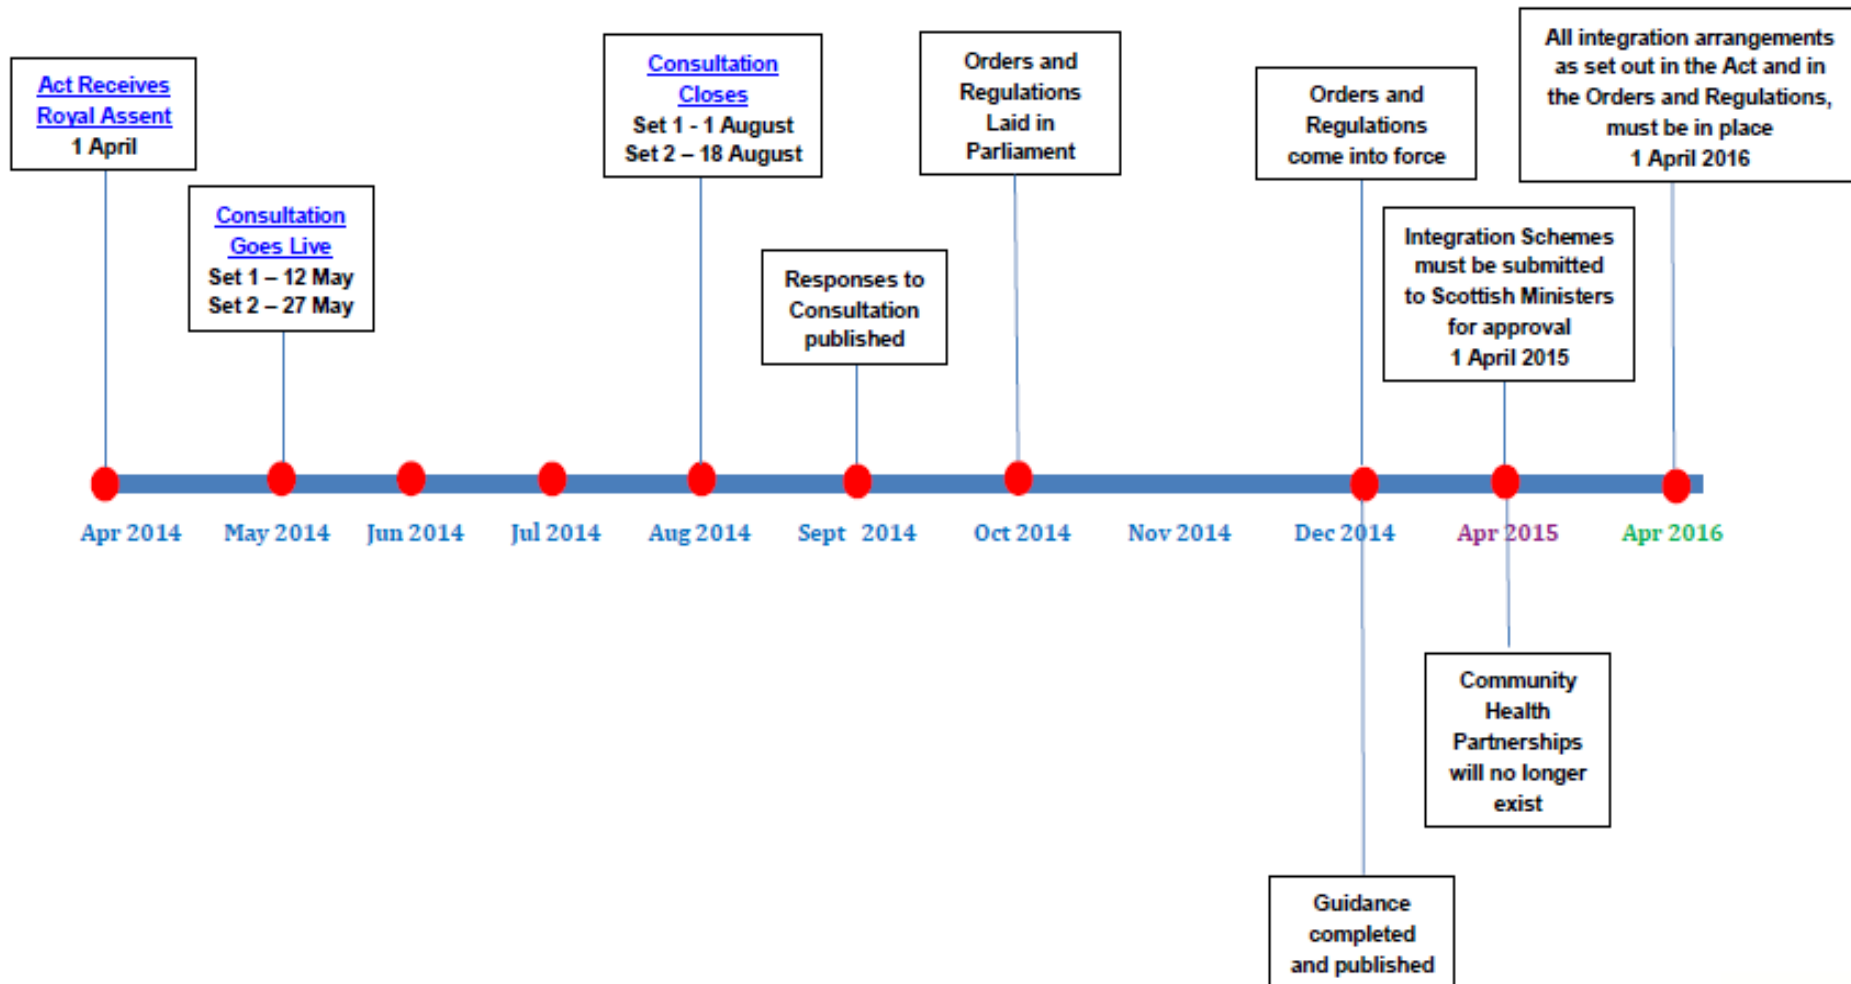 Act Receives
Royal Assent
1 April
Consultation
Goes Live
Set 1 – 12 May
Set 2 – 27 May
Consultation
Closes
Set 1 - 1 August
Set 2 – 18 August
Responses to
Consultation
published
Orders and
Regulations
Laid in
Parliament
Orders and
Regulations
come into force
Integration Schemes
must be submitted
to Scottish Ministers
for approval
1 April 2015
All integration arrangements
as set out in the Act and in
the Orders and Regulations,
must be in place
1 April 2016
Apr 2014
May 2014
Jun 2014
Jul 2014
Aug 2014
Sept 2014
Oct 2014
Nov 2014
Dec 2014
Apr 2015
Apr 2016
Community
Health
Partnerships
will no longer
exist
Guidance
completed
and published